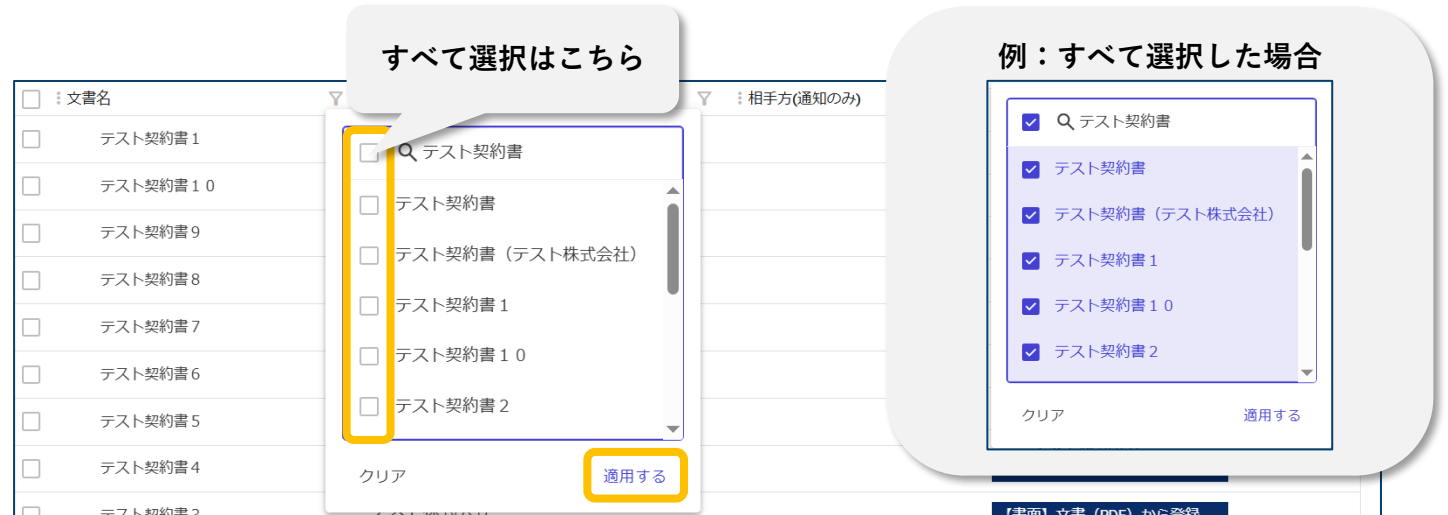 すべて選択はこちら
例：すべて選択した場合
文書名
相手方(通知のみ)
テスト契約書１
テスト契約書１０
テスト契約書９
テスト契約書８
テスト契約書７
テスト契約書６
テスト契約書５
テスト契約書４
テスト契約書
テスト契約書
テスト契約書（テスト株式会社）
テスト契約書１
テスト契約書１０
テスト契約書２
クリア
適用する
テスト契約書
テスト契約書
テスト契約書（テスト株式会社）
テスト契約書１
テスト契約書１０
テスト契約書２
クリア
適用する
【書面】文書（PDF）から登録